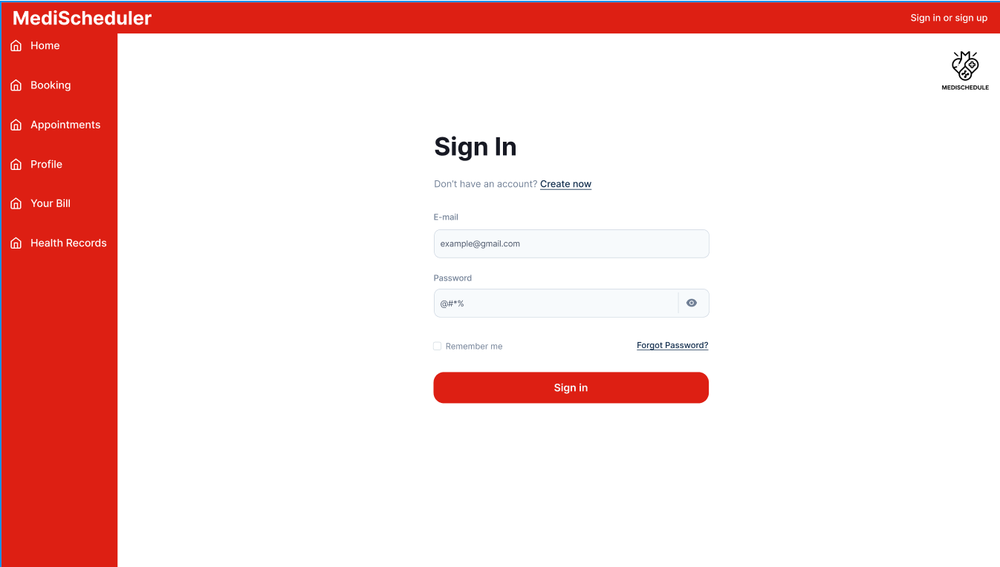 MediScheduler
Sign in or sign up
Home
Booking
Appointments
Profile
Your Bill
Health Records
MEDISCHEDULE
Sign In
Don't have an account? Create now
E-mail
example@gmail.com
Password
@#*%
Remember me
Forgot Password?
Sign in